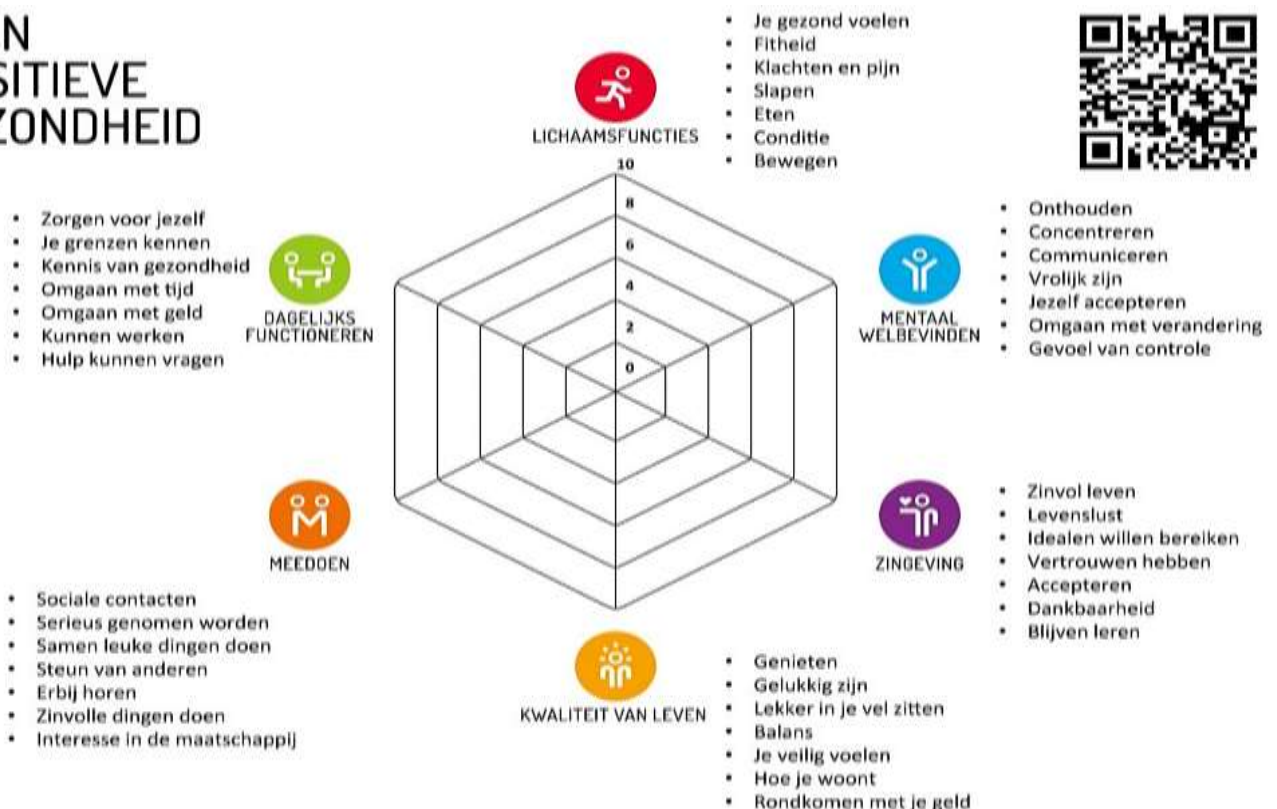 N
SITIEVE
ZONDHEID
LICHAAMSFUNCTIES
• Je gezond voelen
• Fitheid
• Klachten en pijn
• Slapen
• Eten
• Conditie
• Bewegen
10
8
6
4
2
0
MENTAAL
WELBEVINDEN
• Onthouden
• Concentreren
• Communiceren
• Vrolijk zijn
• Jezelf accepteren
• Omgaan met verandering
• Gevoel van controle
ZINGEVING
• Zinvol leven
• Levenslust
• Idealen willen bereiken
• Vertrouwen hebben
• Accepteren
• Dankbaarheid
• Blijven leren
KWALITEIT VAN LEVEN
• Genieten
• Gelukkig zijn
• Lekker in je vel zitten
• Balans
• Je veilig voelen
• Hoe je woont
• Rondkomen met je geld
MEEDOEN
• Sociale contacten
• Serieus genomen worden
• Samen leuke dingen doen
• Steun van anderen
• Erbij horen
• Zinvolle dingen doen
• Interesse in de maatschappij
DAGELIJKS
FUNCTIONEREN
• Zorgen voor jezelf
• Je grenzen kennen
• Kennis van gezondheid
• Omgaan met tijd
• Omgaan met geld
• Kunnen werken
• Hulp kunnen vragen